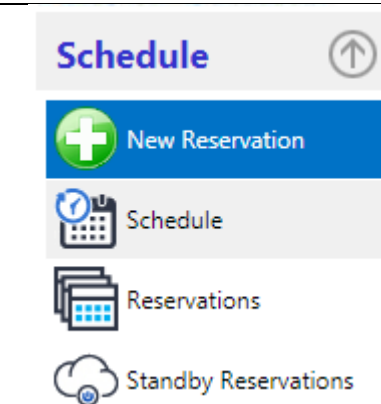 Schedule
New Reservation
Schedule
Reservations
Standby Reservations